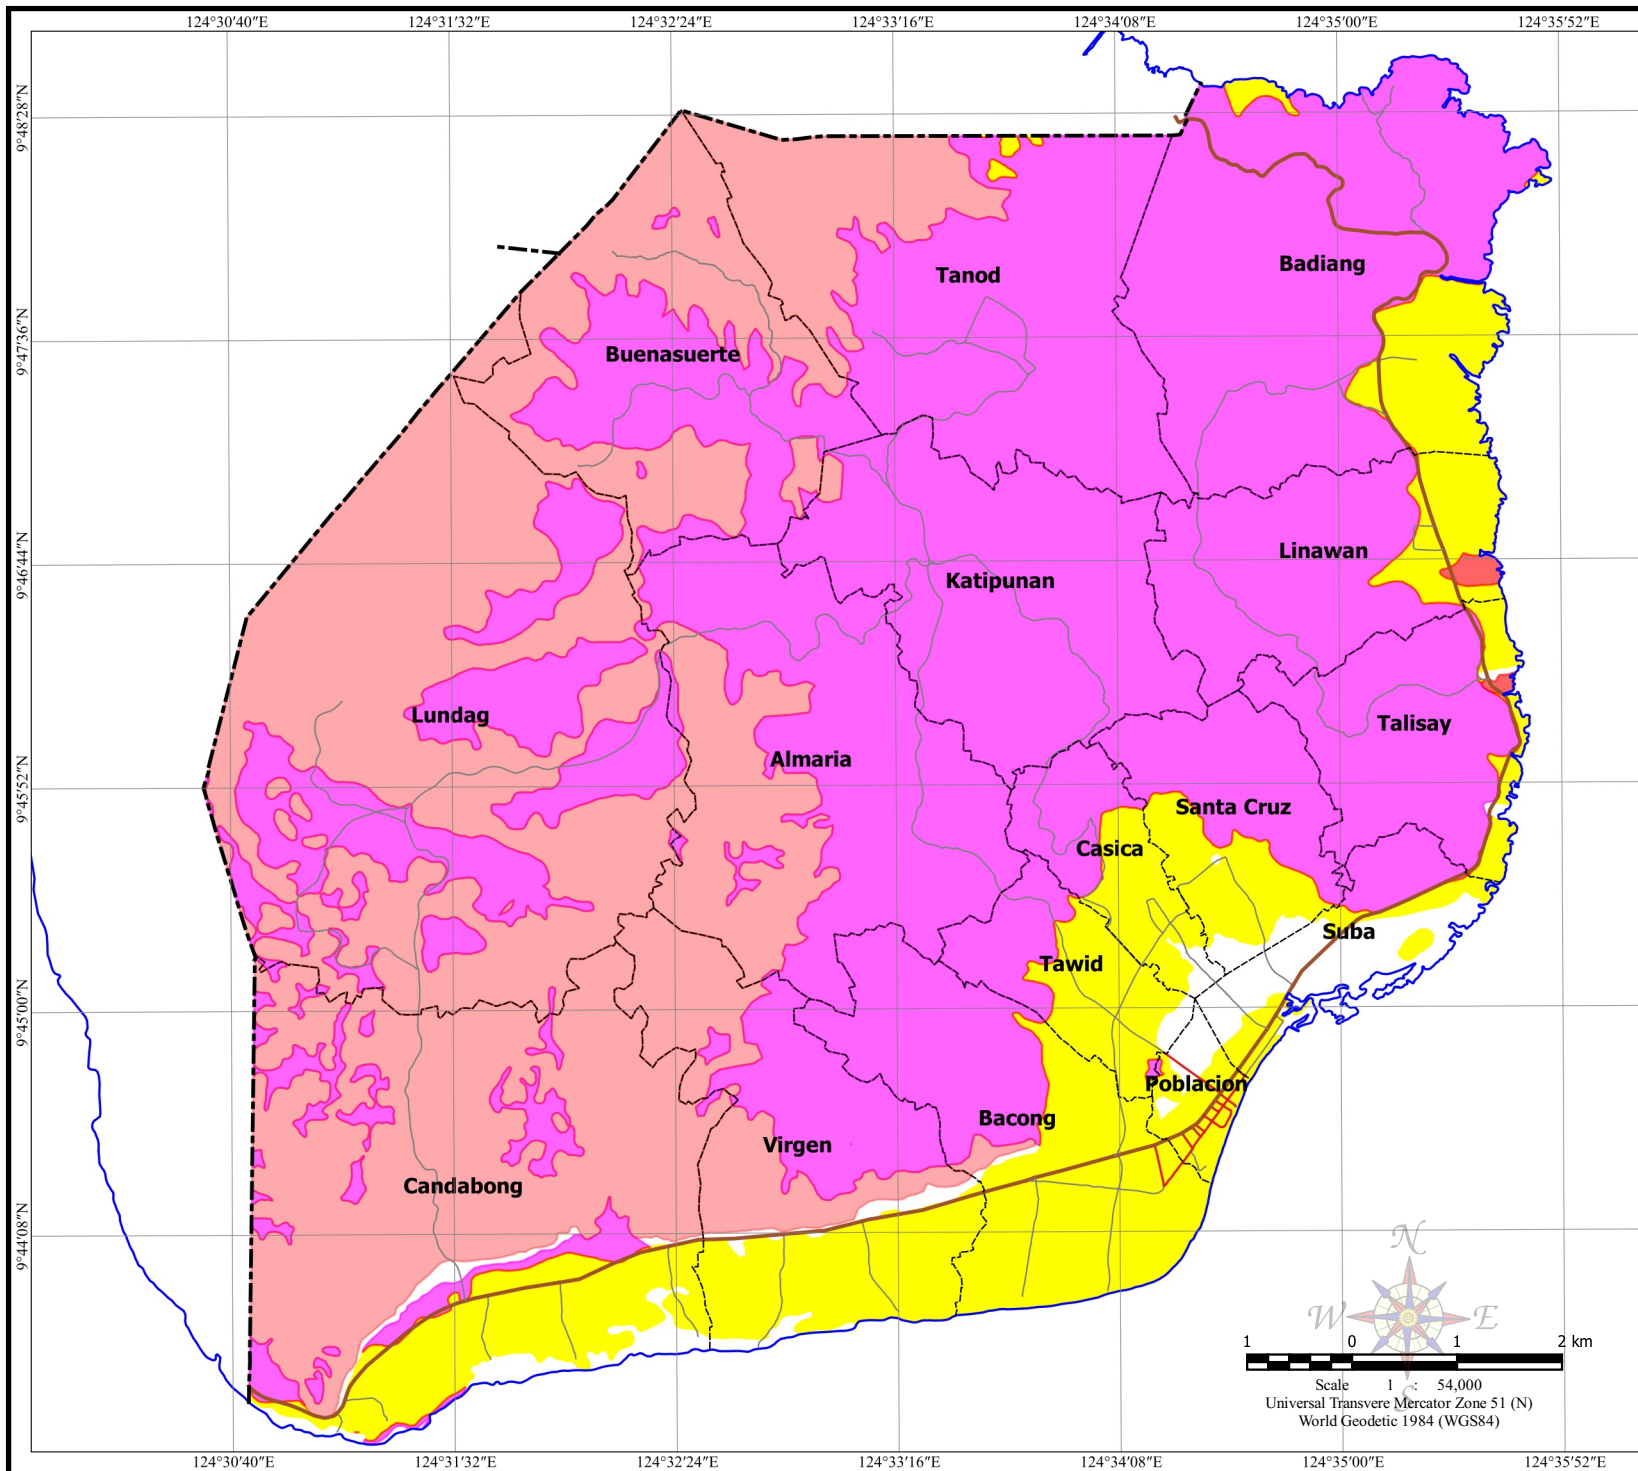 124°30'40"E 124°31'32"E 124°32'24"E 124°33'16"E 124°34'08"E 124°35'00"E 124°35'52"E
9°48'28"N
Badiang
Tanod
9°47'36"N
Buenasuerte
9°46'44"N
Linawan
Katipunan
Lundag
Talisay
Almaria
9°45'52"N
Santa Cruz
Casica
Suba
Tawid
9°45'00"N
Poblacion
Bacong
Virgen
Candabong
9°44'08"N
N
W E
S
1 0 1 2 km
Scale 1 : 54,000
Universal Transvere Mercator Zone 51 (N)
World Geodetic 1984 (WGS84)
124°30'40"E 124°31'32"E 124°32'24"E 124°33'16"E 124°34'08"E 124°35'00"E 124°35'52"E